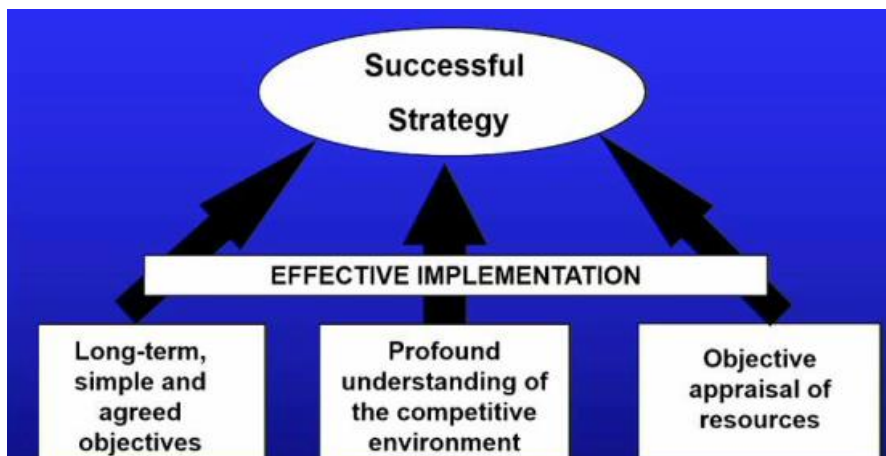 Successful
Strategy
EFFECTIVE IMPLEMENTATION
Long-term,
simple and
agreed
objectives
Profound
understanding of
the competitive
environment
Objective
appraisal of
resources